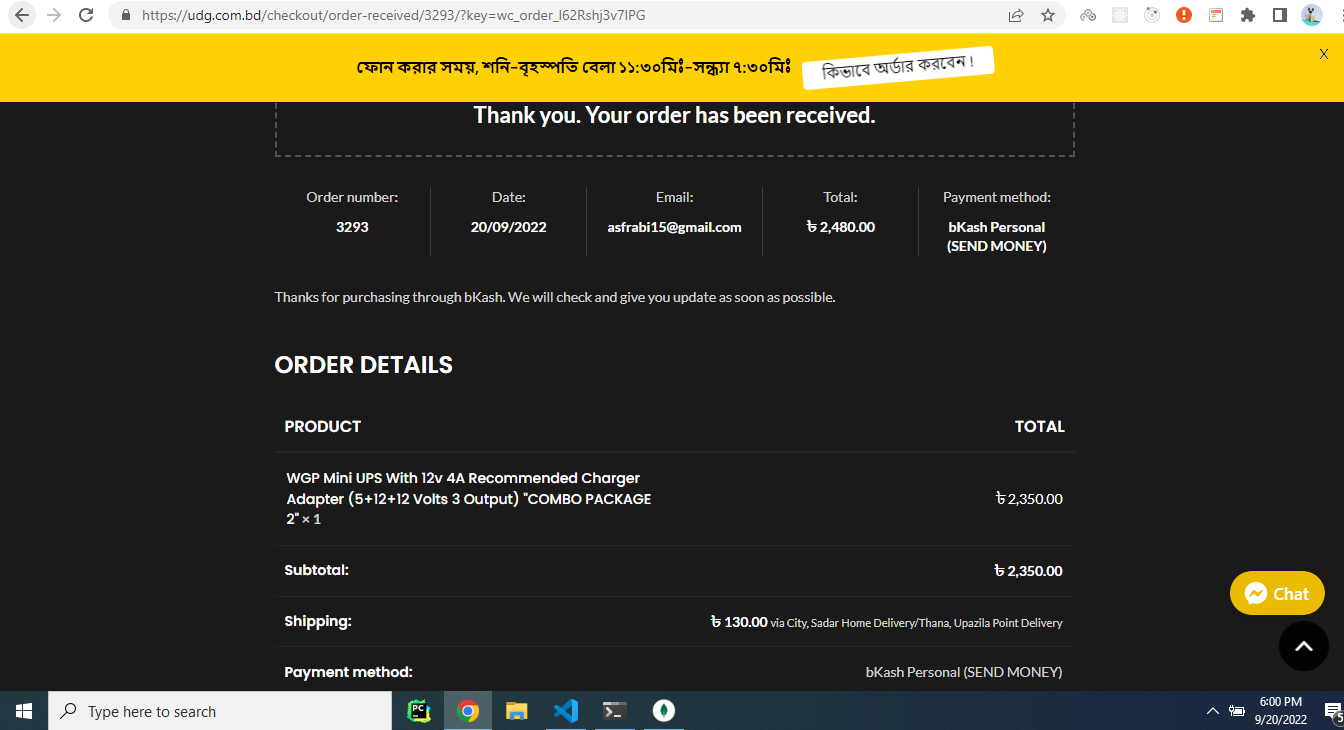 https://udg.com.bd/checkout/order-received/3293/?key=wc_order_I62Rshj3v7IPG
ফোন করার সময়, শনি-বৃহস্পতি বেলা ১১:৩০মিঃ-সন্ধ্যা ৭:৩০মিঃ
কিভাবে অর্ডার করবেন !
X
Thank you. Your order has been received.
Order number:
3293
Date:
20/09/2022
Email:
asfrabi15@gmail.com
Total:
৳ 2,480.00
Payment method:
bKash Personal
(SEND MONEY)
Thanks for purchasing through bKash. We will check and give you update as soon as possible.
ORDER DETAILS
PRODUCT TOTAL
WGP Mini UPS With 12v 4A Recommended Charger
Adapter (5+12+12 Volts 3 Output) "COMBO PACKAGE
2" × 1
৳ 2,350.00
Subtotal: ৳ 2,350.00
Shipping: ৳ 130.00 via City, Sadar Home Delivery/Thana, Upazila Point Delivery
Payment method: bKash Personal (SEND MONEY)
Chat
Type here to search
PC
6:00 PM
9/20/2022
5